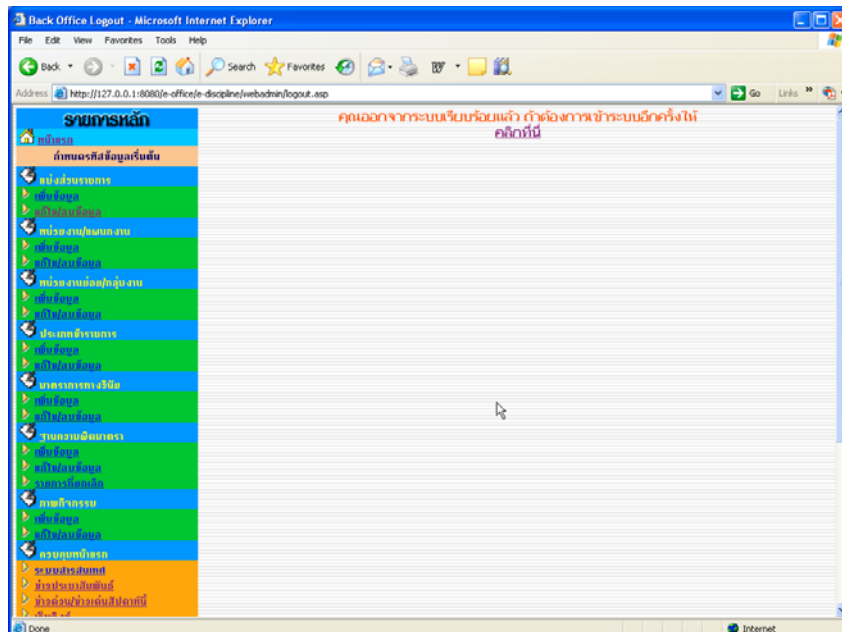 Back Office Logout - Microsoft Internet Explorer
File Edit View Favorites Tools Help
Back Search Favorites
Address http://127.0.0.1:8080/e-office/e-discipline/webadmin/logout.asp Go Links
รายการหลัก
หน้าแรก
กำหนดรหัสข้อมูลเริ่มต้น
แบ่งส่วนราชการ
เพิ่มข้อมูล
แก้ไข/ลบข้อมูล
หน่วยงาน/แผนกงาน
เพิ่มข้อมูล
แก้ไข/ลบข้อมูล
หน่วยงานย่อย/กลุ่มงาน
เพิ่มข้อมูล
แก้ไข/ลบข้อมูล
ประเภทข้าราชการ
เพิ่มข้อมูล
แก้ไข/ลบข้อมูล
มาตราการทางวินัย
เพิ่มข้อมูล
แก้ไข/ลบข้อมูล
ฐานความผิดมาตรา
เพิ่มข้อมูล
แก้ไข/ลบข้อมูล
รายการที่ยกเลิก
ภาพกิจกรรม
เพิ่มข้อมูล
แก้ไข/ลบข้อมูล
ควบคุมหน้าแรก
ระบบสารสนเทศ
ข่าวประชาสัมพันธ์
ข่าวด่วน/ข่าวเด่นสัปดาห์นี้
คุณออกจากระบบเรียบร้อยแล้ว ถ้าต้องการเข้าระบบอีกครั้งให้
คลิกที่นี่
Done Internet